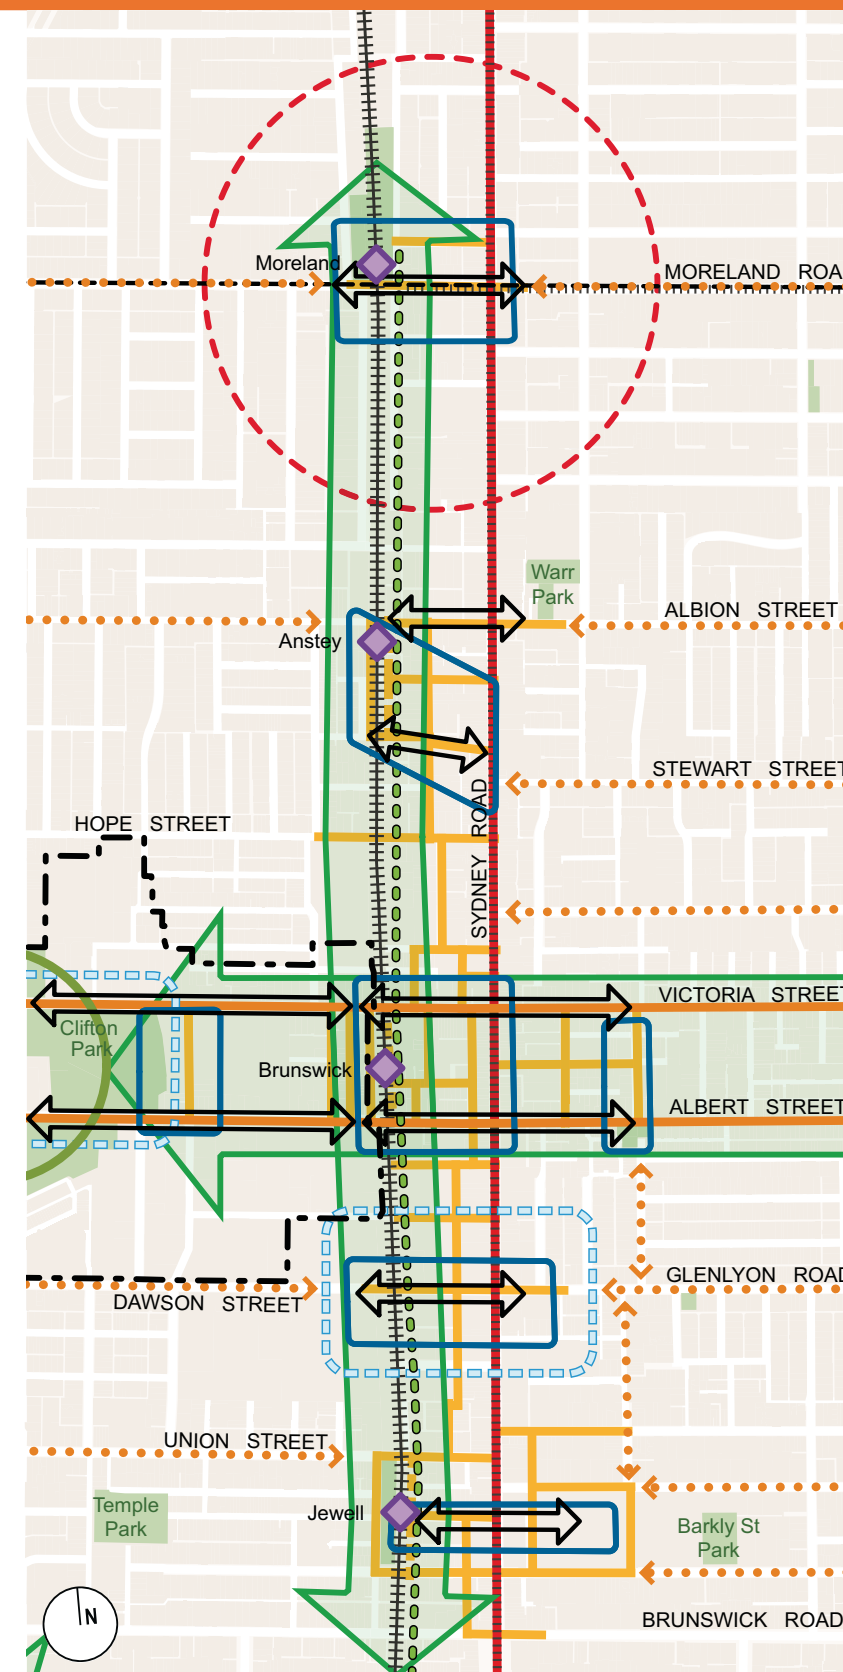 Moreland
MORELAND ROA
Warr
Park
ALBION STREET
Anstey
STEWART STREET
HOPE STREET
SYDNEY ROAD
VICTORIA STREET
Clifton
Park
Brunswick
ALBERT STREET
GLENLYON ROAD
DAWSON STREET
UNION STREET
Temple
Park
Jewell
Barkly St
Park
N
BRUNSWICK ROAD